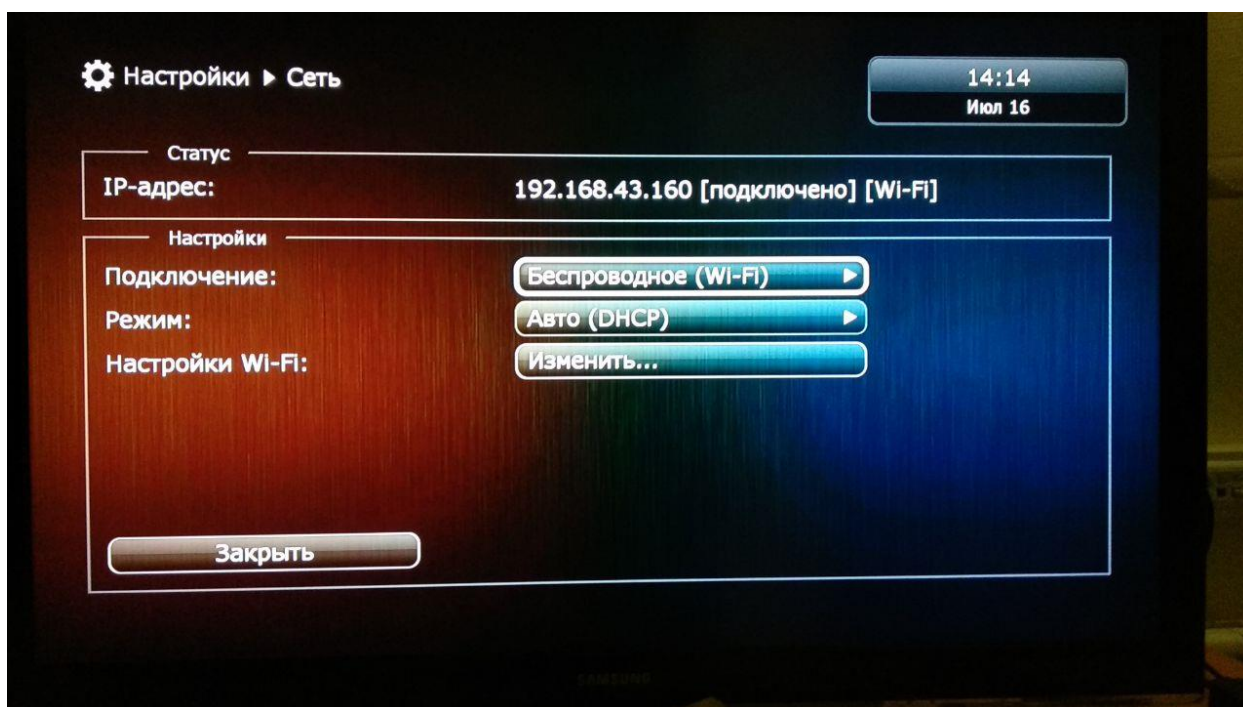 Настройки ▶ Сеть
14:14
Июл 16
Статус
IP-адрес: 192.168.43.160 [подключено] [Wi-Fi]
Настройки
Подключение: Беспроводное (Wi-Fi)
Режим: Авто (DHCP)
Настройки Wi-Fi: Изменить...
Закрыть
SAMSUNG